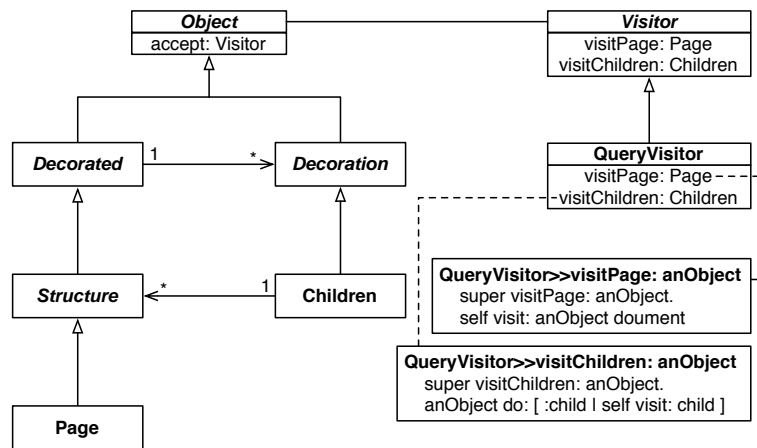 Object
accept: Visitor
Visitor
visitPage: Page
visitChildren: Children
Decorated
1
*
Decoration
QueryVisitor
visitPage: Page
visitChildren: Children
Structure
*
1
Children
QueryVisitor>>visitPage: anObject
super visitPage: anObject.
self visit: anObject doument
QueryVisitor>>visitChildren: anObject
super visitChildren: anObject.
anObject do: [ :child | self visit: child ]
Page